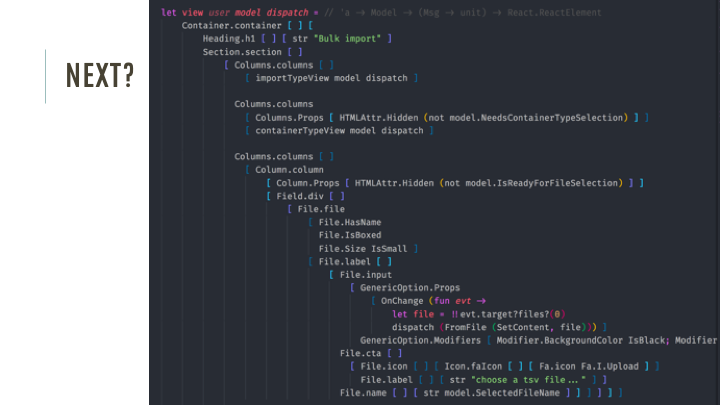 NEXT?
let view user model dispatch = // 'a -> Model -> (Msg -> unit) -> React.ReactElement
Container.container [ ] [
Heading.h1 [ ] [ str "Bulk import" ]
Section.section [ ]
[ Columns.columns [ ]
[ importTypeView model dispatch ]
Columns.columns
[ Columns.Props [ HTMLAttr.Hidden (not model.NeedsContainerTypeSelection) ] ]
[ containerTypeView model dispatch ]
Columns.columns [ ]
[ Column.column
[ Column.Props [ HTMLAttr.Hidden (not model.IsReadyForFileSelection) ] ]
[ Field.div [ ]
[ File.file
[ File.HasName
File.IsBoxed
File.Size IsSmall ]
[ File.label [ ]
[ File.input
[ GenericOption.Props
[ OnChange (fun evt ->
let file = !!evt.target?files?(0)
dispatch (FromFile (SetContent, file))) ]
GenericOption.Modifiers [ Modifier.BackgroundColor IsBlack; Modifier
File.cta [ ]
[ File.icon [ ] [ Icon.faIcon [ ] [ Fa.icon Fa.I.Upload ] ]
File.label [ ] [ str "choose a tsv file..." ] ]
File.name [ ] [ str model.SelectedFileName ] ] ] ] ] ]